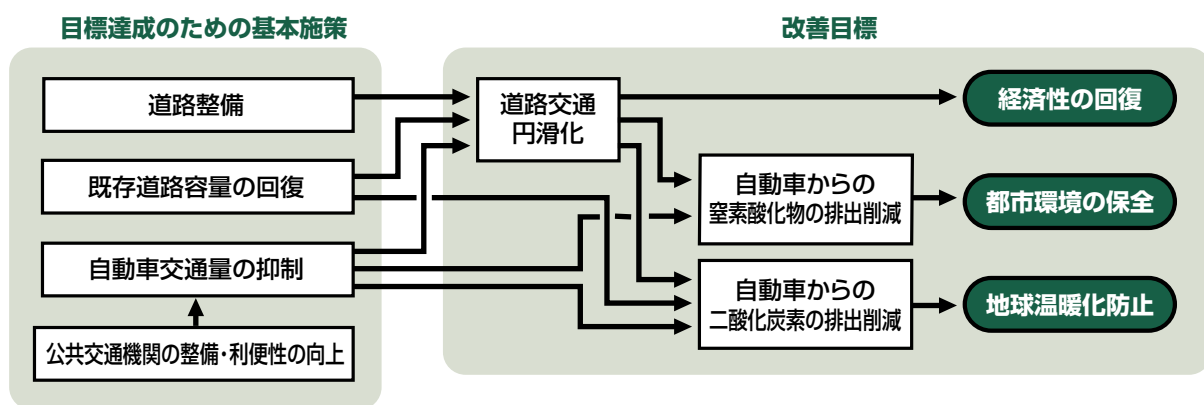 目標達成のための基本施策
改善目標
道路整備
既存道路容量の回復
自動車交通量の抑制
公共交通機関の整備・利便性の向上
道路交通
円滑化
自動車からの
窒素酸化物の排出削減
自動車からの
二酸化炭素の排出削減
経済性の回復
都市環境の保全
地球温暖化防止